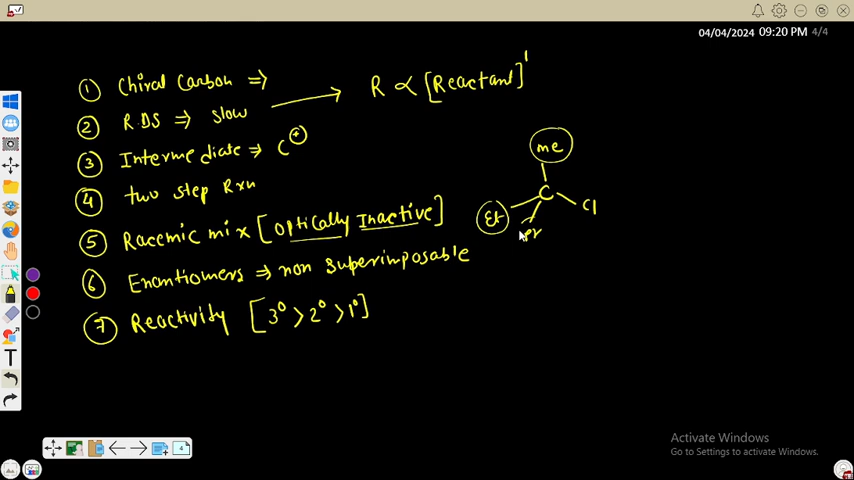 04/04/2024 09:20 PM 4/4
① Chiral Carbon ⇒
② R.DS ⇒ slow ⟶ R ∝ [Reactant]¹
③ Intermediate ⇒ C⊕
④ two step Rxn
⑤ Racemic mix [optically Inactive]
⑥ Enantiomers ⇒ non superimposable
⑦ Reactivity [3° > 2° > 1°]
me
C
Et
Cl
T
4
Activate Windows
Go to Settings to activate Windows.